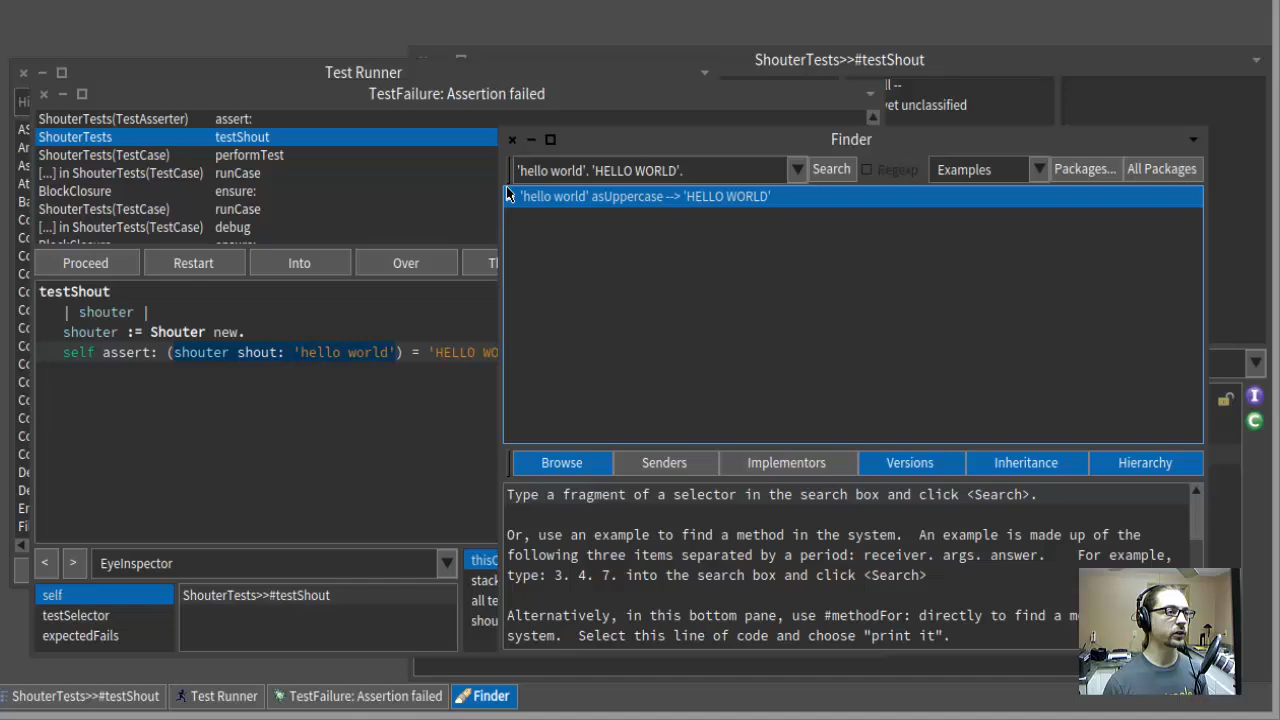 ShouterTests>>#testShout
Test Runner
TestFailure: Assertion failed
yet unclassified
ShouterTests(TestAsserter) assert:
ShouterTests testShout
ShouterTests(TestCase) performTest
[...] in ShouterTests(TestCase) runCase
BlockClosure ensure:
ShouterTests(TestCase) runCase
[...] in ShouterTests(TestCase) debug
BlockClosure ensure:
Proceed Restart Into Over Th
testShout
| shouter |
shouter := Shouter new.
self assert: (shouter shout: 'hello world') = 'HELLO WO
< > EyeInspector
self
testSelector
expectedFails
ShouterTests>>#testShout
thisC
stack
all te
shou
Finder
'hello world'. 'HELLO WORLD'. Search Regexp Examples Packages... All Packages
'hello world' asUppercase --> 'HELLO WORLD'
Browse Senders Implementors Versions Inheritance Hierarchy
Type a fragment of a selector in the search box and click <Search>.
Or, use an example to find a method in the system. An example is made up of the
following three items separated by a period: receiver. args. answer. For example,
type: 3. 4. 7. into the search box and click <Search>
Alternatively, in this bottom pane, use #methodFor: directly to find a m
system. Select this line of code and choose "print it".
I
C
ShouterTests>>#testShout Test Runner TestFailure: Assertion failed Finder